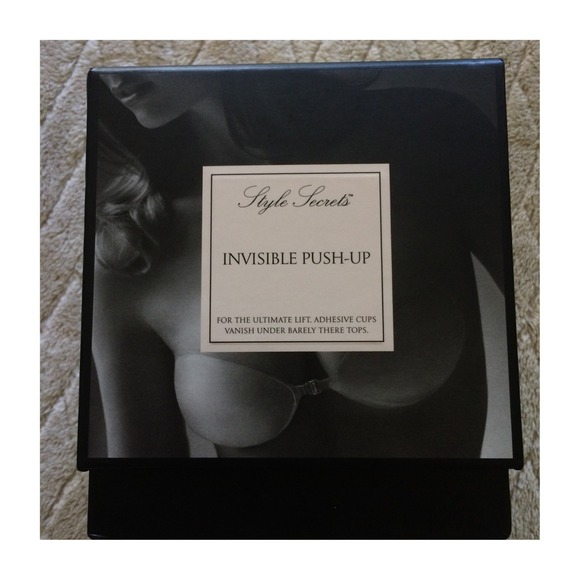 Style Secrets™
INVISIBLE PUSH-UP
FOR THE ULTIMATE LIFT, ADHESIVE CUPS
VANISH UNDER BARELY THERE TOPS.